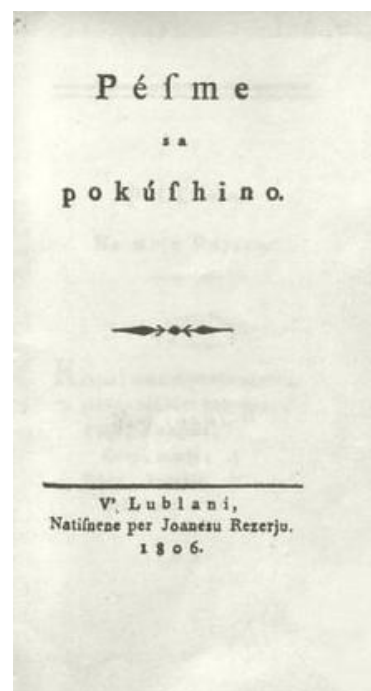 Péſme
sa
pokúſhino.
V' Lublani,
Natiſnene per Joanesu Rezerju.
1806.